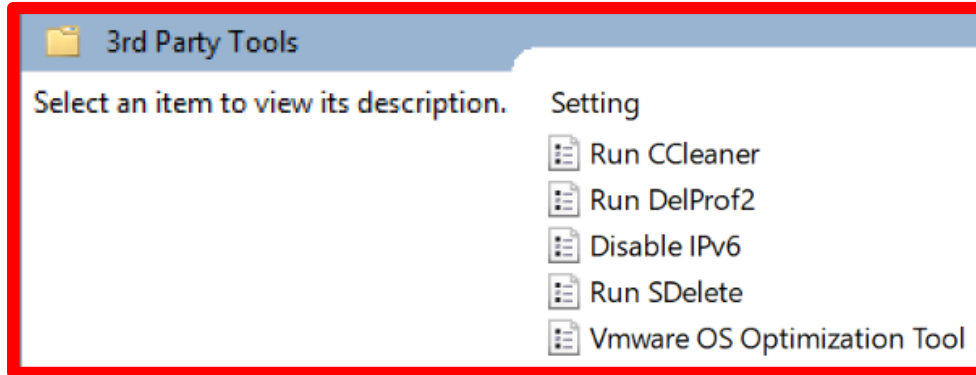 3rd Party Tools
Select an item to view its description.
Setting
Run CCleaner
Run DelProf2
Disable IPv6
Run SDelete
Vmware OS Optimization Tool